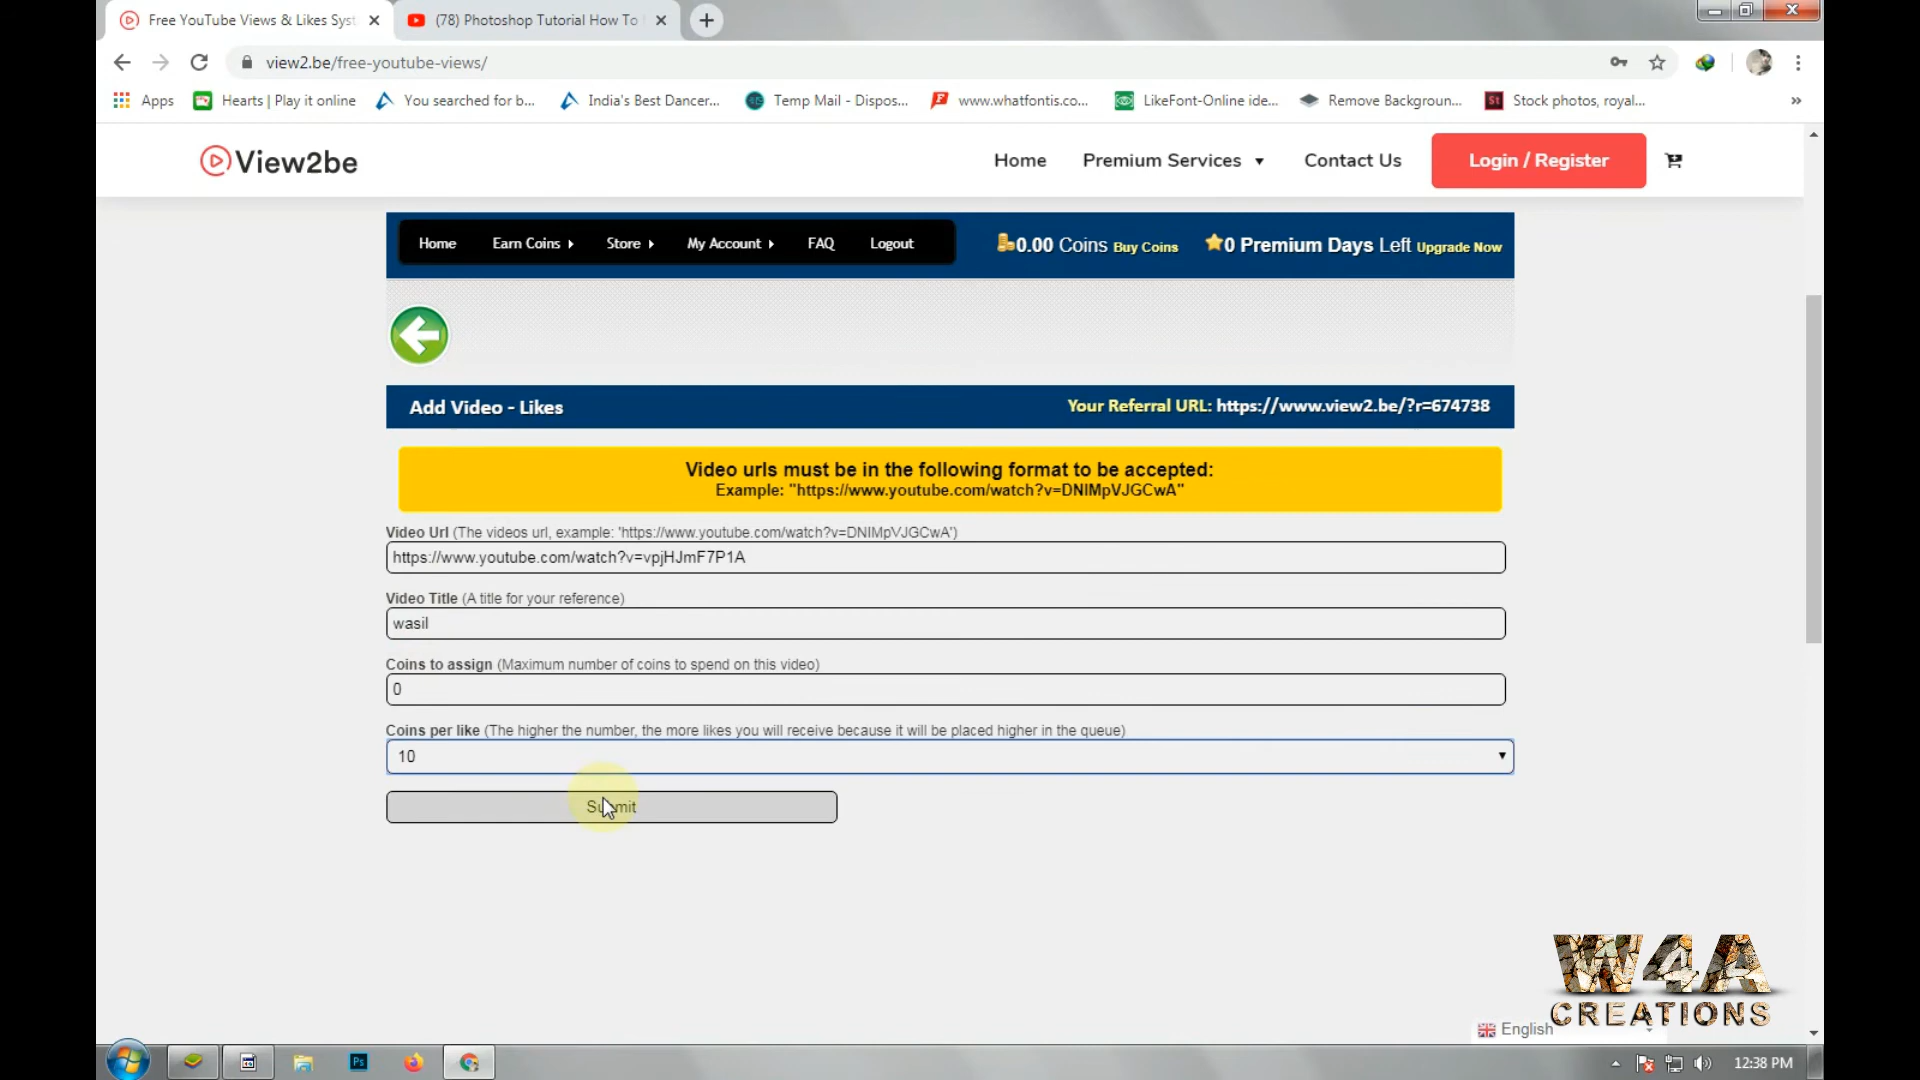 Free YouTube Views & Likes Syst
(78) Photoshop Tutorial How To
view2.be/free-youtube-views/
Apps
Hearts | Play it online
You searched for b...
India's Best Dancer...
Temp Mail - Dispos...
www.whatfontis.co...
LikeFont-Online ide...
Remove Backgroun...
St
Stock photos, royal...
»
View2be
Home
Premium Services
Contact Us
Login / Register
Home
Earn Coins
Store
My Account
FAQ
Logout
0.00 Coins Buy Coins
0 Premium Days Left Upgrade Now
Add Video - Likes
Your Referral URL: https://www.view2.be/?r=674738
Video urls must be in the following format to be accepted:
Example: "https://www.youtube.com/watch?v=DNIMpVJGCwA"
Video Url (The videos url, example: 'https://www.youtube.com/watch?v=DNIMpVJGCwA')
https://www.youtube.com/watch?v=vpjHJmF7P1A
Video Title (A title for your reference)
wasil
Coins to assign (Maximum number of coins to spend on this video)
0
Coins per like (The higher the number, the more likes you will receive because it will be placed higher in the queue)
10
Submit
W4A
CREATIONS
English
Ps
12:38 PM